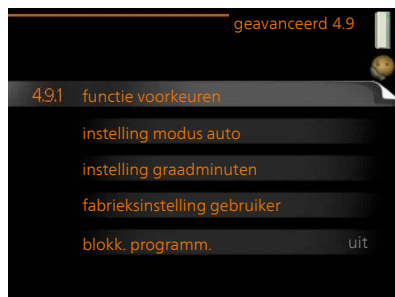 geavanceerd 4.9
4.9.1 functie voorkeuren
instelling modus auto
instelling graadminuten
fabrieksinstelling gebruiker
blokk. programm. uit